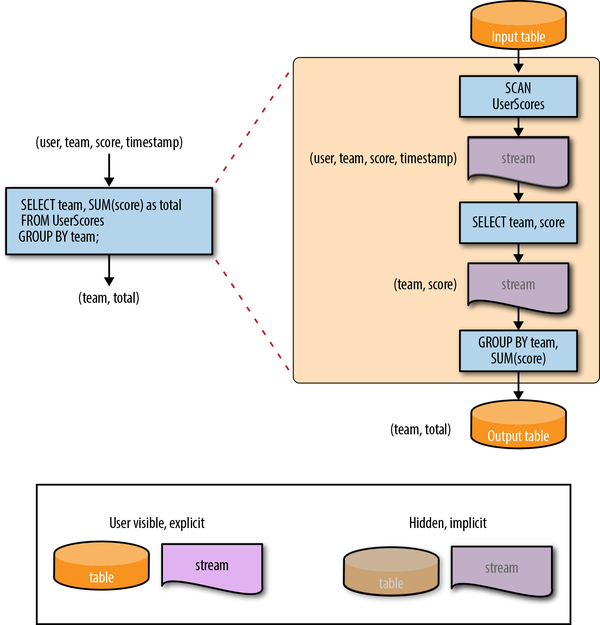 Input table
SCAN
UserScores
(user, team, score, timestamp)
(user, team, score, timestamp)
stream
SELECT team, SUM(score) as total
FROM UserScores
GROUP BY team;
SELECT team, score
(team, total)
(team, score)
stream
GROUP BY team,
SUM(score)
(team, total)
Output table
User visible, explicit
Hidden, implicit
table
stream
table
stream